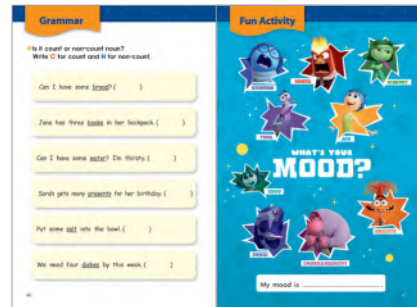 Grammar
Is it count or non-count noun?
Write C for count and N for non-count.
Can I have some bread? ( )
Jane has three books in her backpack. ( )
Can I have some water? I'm thirsty. ( )
Sarah gets many presents for her birthday. ( )
Put some salt into the bowl. ( )
We need four dishes by this week. ( )
Fun Activity
SADNESS
ANGER
DISGUST
FEAR
JOY
WHAT'S YOUR
MOOD?
ENVY
ANXIETY
ENNUI
EMBARRASSMENT
My mood is